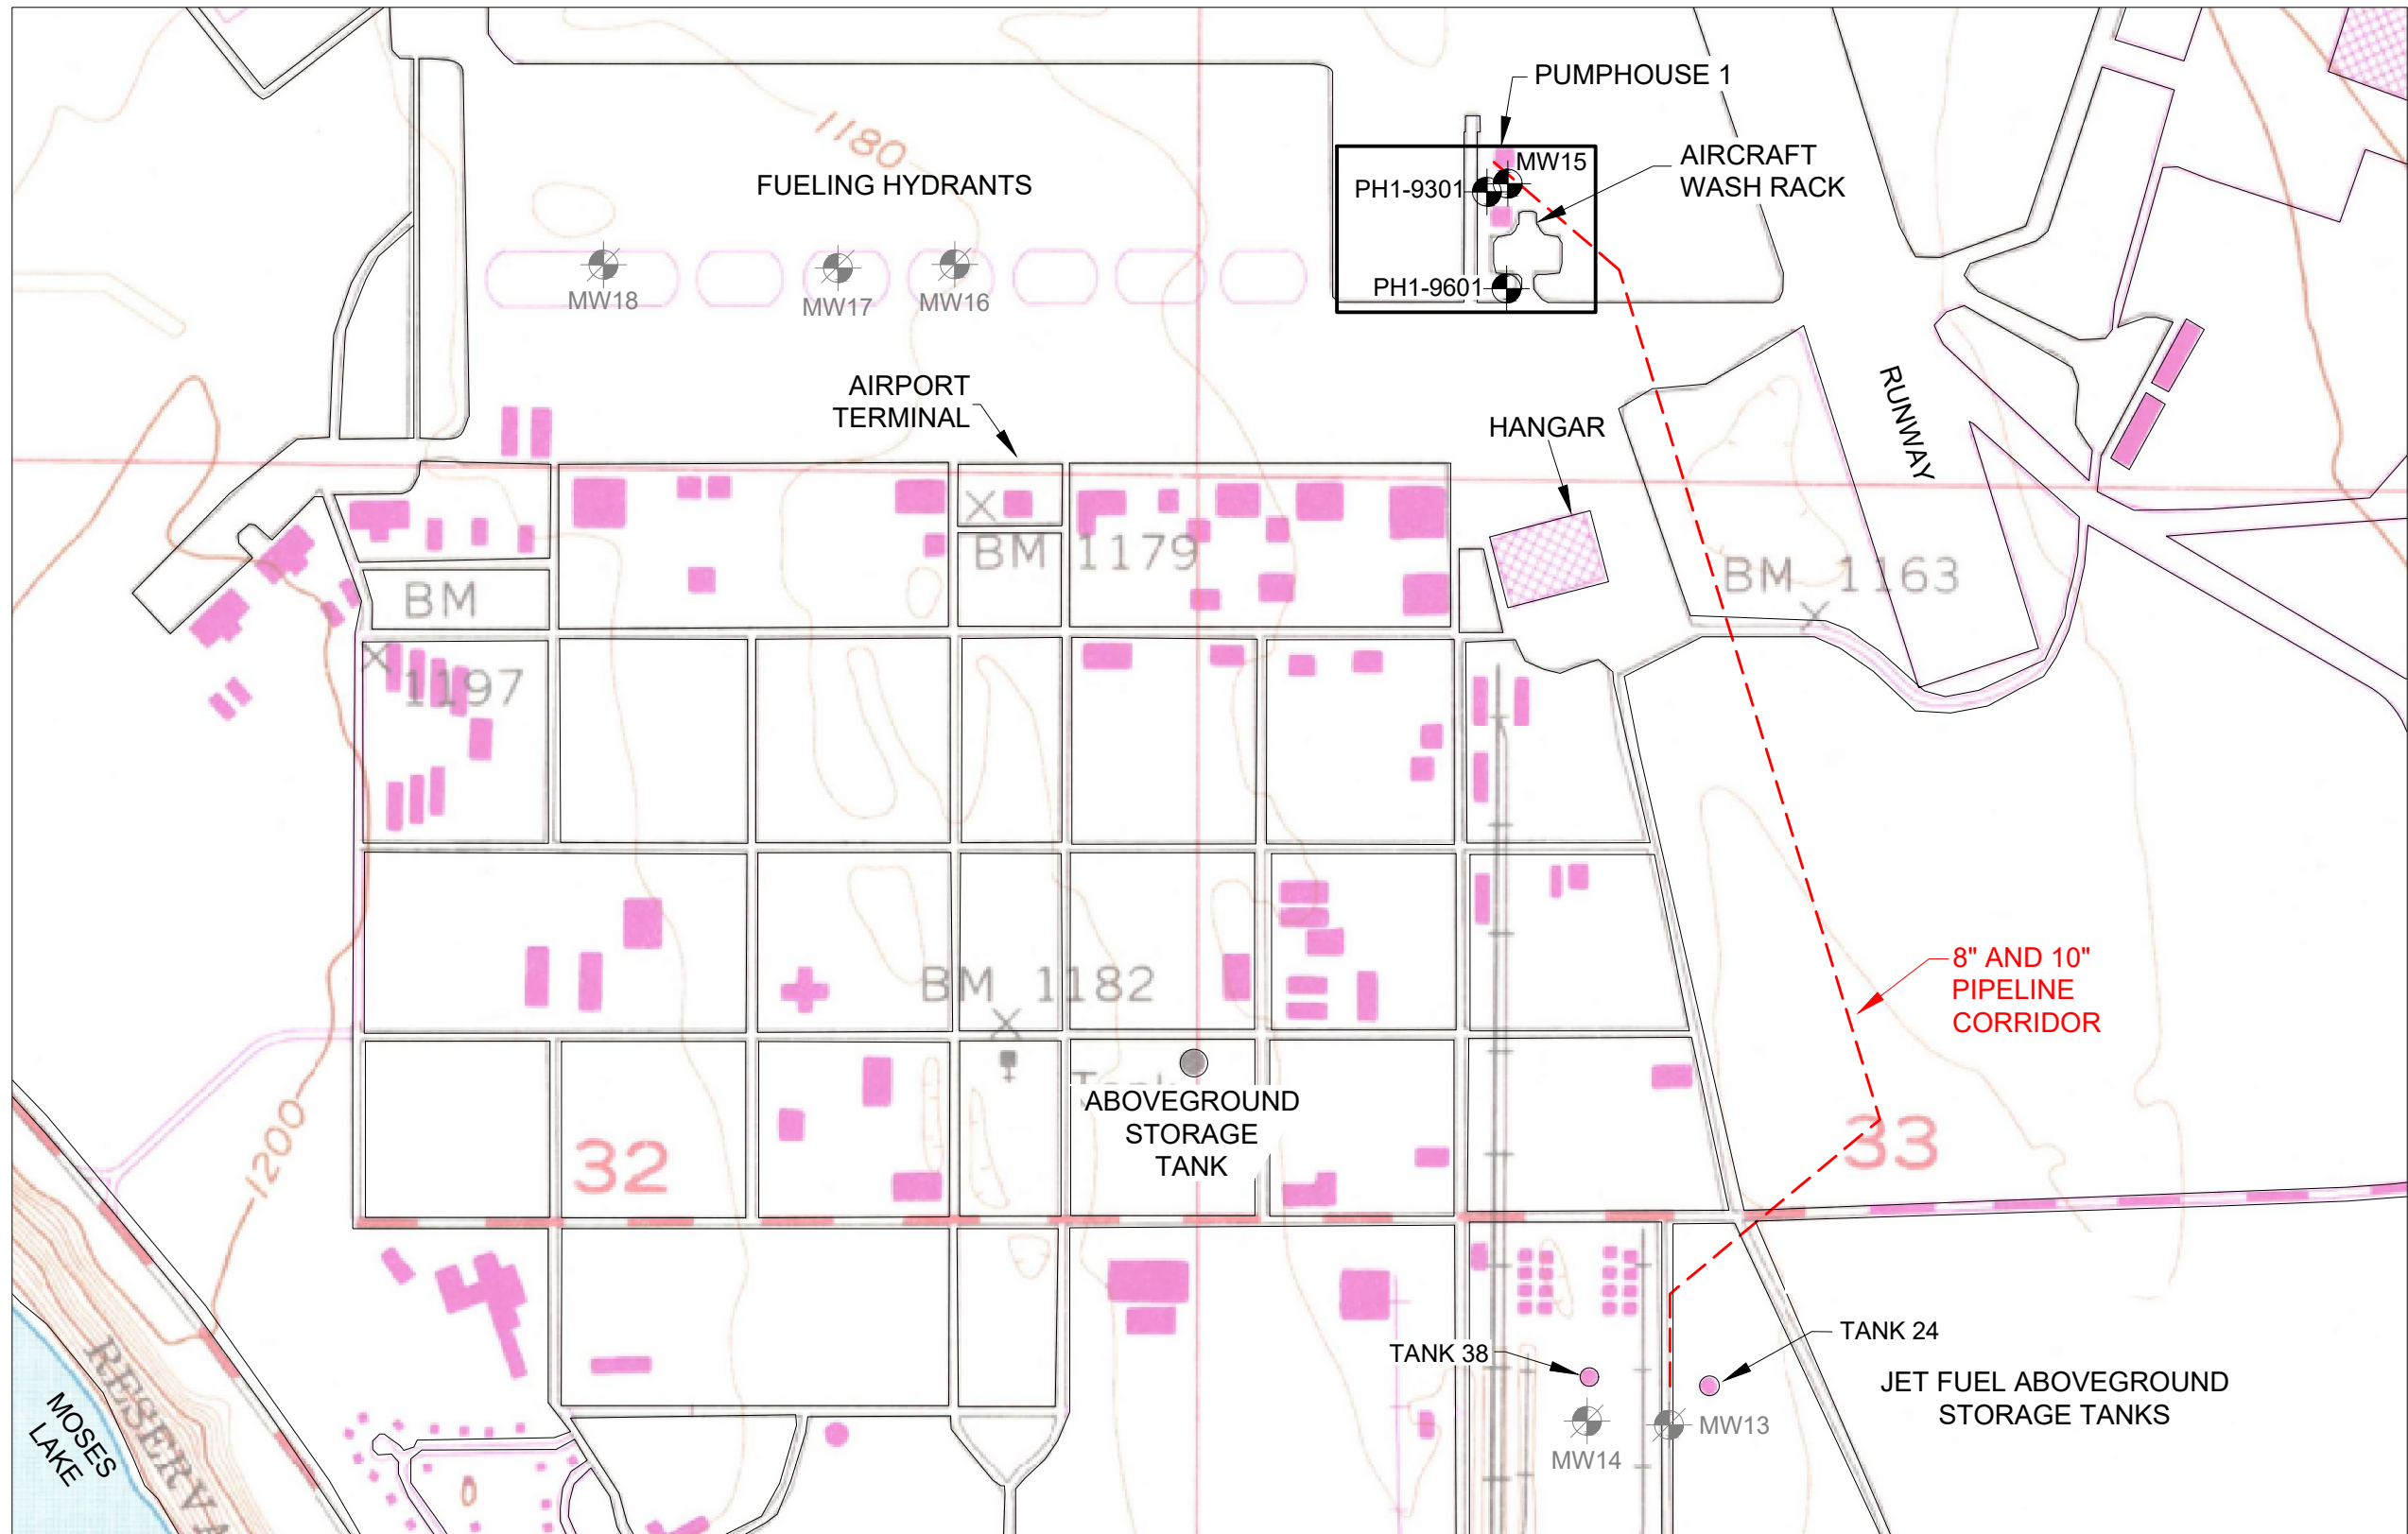 PUMPHOUSE 1
1180
FUELING HYDRANTS
MW15
AIRCRAFT
WASH RACK
PH1-9301
PH1-9601
MW18
MW17
MW16
AIRPORT
TERMINAL
HANGAR
RUNWAY
BM 1179
BM 1163
BM
1197
BM 1182
8" AND 10"
PIPELINE
CORRIDOR
ABOVEGROUND
STORAGE
TANK
1200
32
33
TANK 38
TANK 24
JET FUEL ABOVEGROUND
STORAGE TANKS
MW14
MW13
MOSES
LAKE